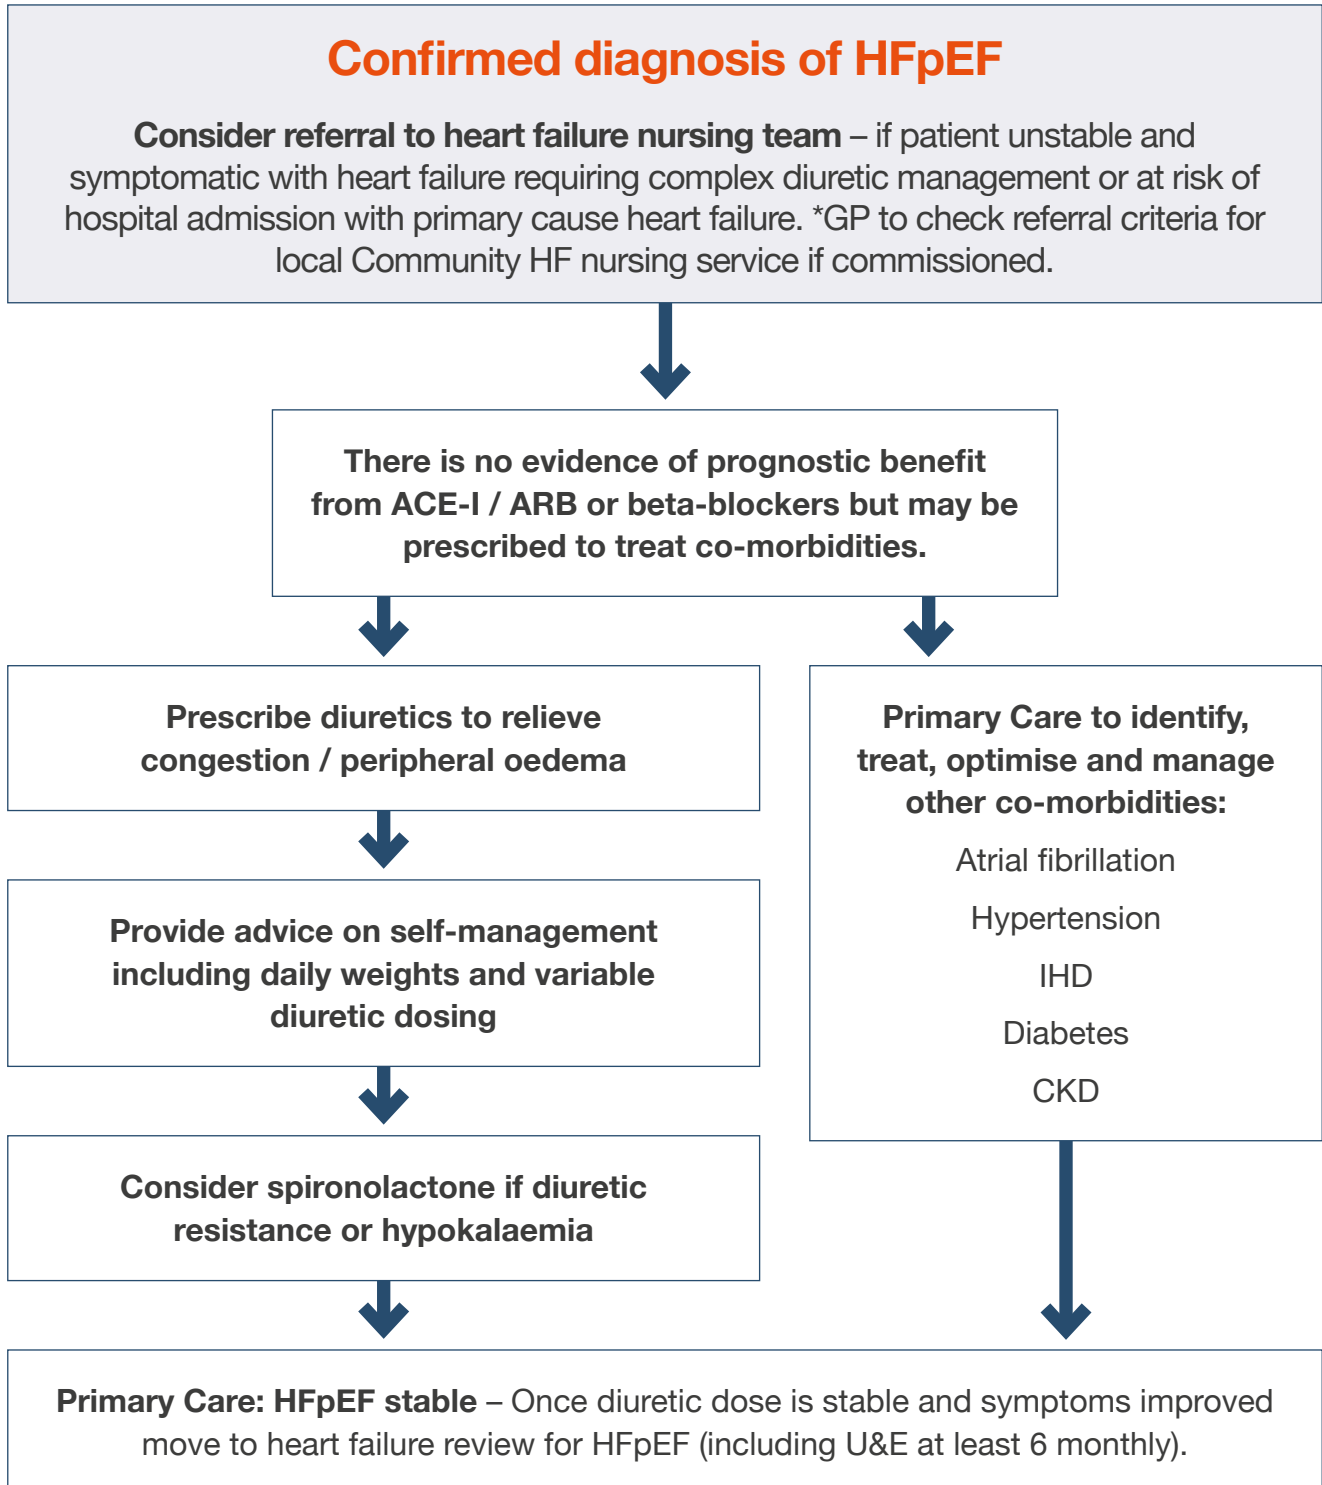 Confirmed diagnosis of HFpEF
Consider referral to heart failure nursing team – if patient unstable and
symptomatic with heart failure requiring complex diuretic management or at risk of
hospital admission with primary cause heart failure. *GP to check referral criteria for
local Community HF nursing service if commissioned.
There is no evidence of prognostic benefit
from ACE-I / ARB or beta-blockers but may be
prescribed to treat co-morbidities.
Prescribe diuretics to relieve
congestion / peripheral oedema
Provide advice on self-management
including daily weights and variable
diuretic dosing
Consider spironolactone if diuretic
resistance or hypokalaemia
Primary Care to identify,
treat, optimise and manage
other co-morbidities:
Atrial fibrillation
Hypertension
IHD
Diabetes
CKD
Primary Care: HFpEF stable – Once diuretic dose is stable and symptoms improved
move to heart failure review for HFpEF (including U&E at least 6 monthly).